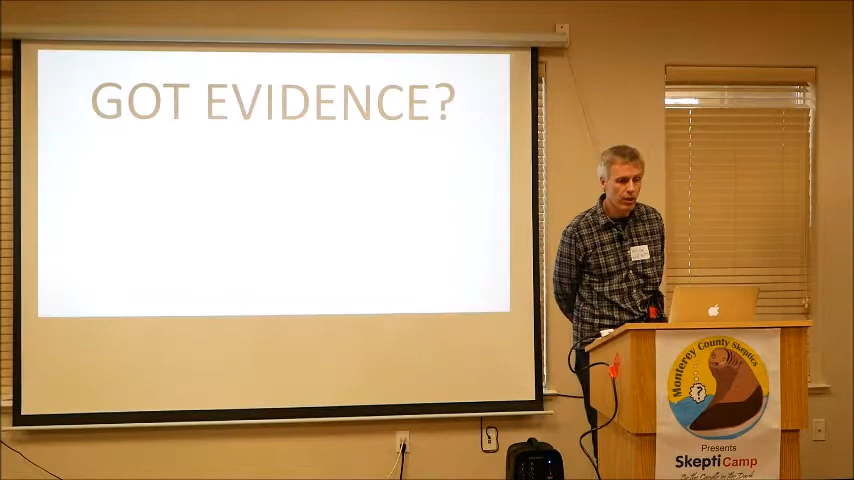 GOT EVIDENCE?
Monterey County Skeptics
?
Presents
SkeptiCamp